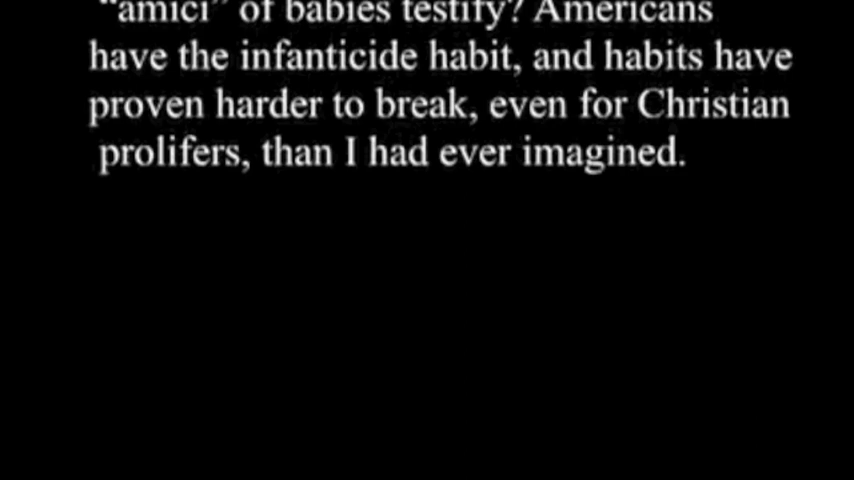 “amici” of babies testify? Americans
have the infanticide habit, and habits have
proven harder to break, even for Christian
prolifers, than I had ever imagined.